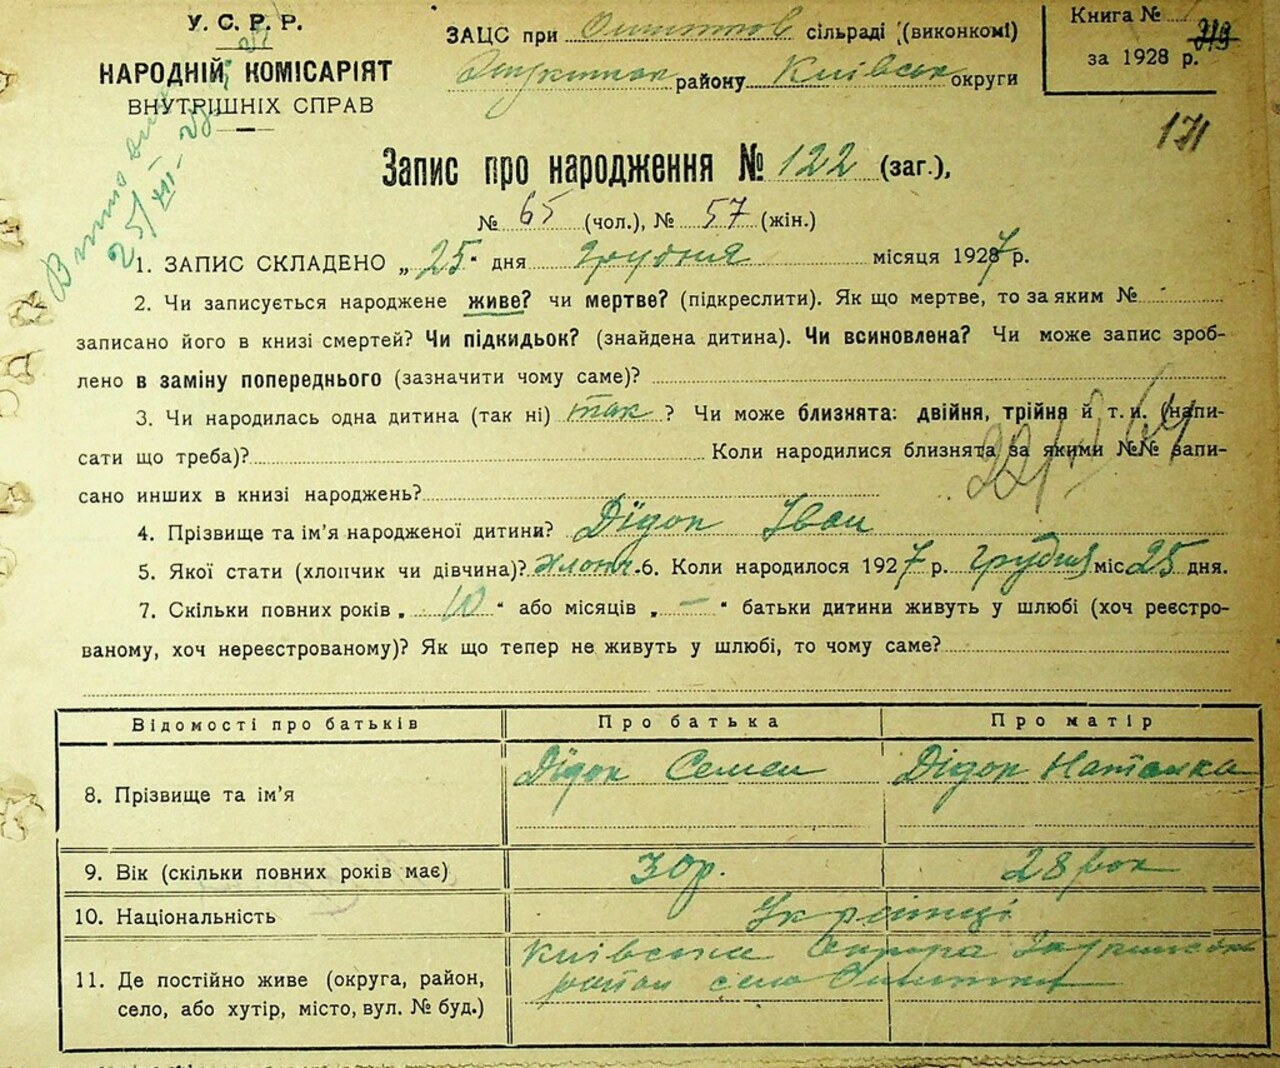 У. С. Р. Р.
НАРОДНІЙ КОМІСАРІЯТ
ВНУТРІШНІХ СПРАВ
ЗАЦС при сільраді (виконкомі)
району Київськ округи
Книга №
319
за 1928 р.
171
25/XII
Запис про народження № 122 (заг.),
№ 65 (чол.), № 57 (жін.)
1. ЗАПИС СКЛАДЕНО „ 25 “ дня грудня місяця 1927 р.
2. Чи записується народжене живе? чи мертве? (підкреслити). Як що мертве, то за яким №
записано його в книзі смертей? Чи підкидьок? (знайдена дитина). Чи всиновлена? Чи може запис зроб-
лено в заміну попереднього (зазначити чому саме)?
3. Чи народилась одна дитина (так ні) так ? Чи може близнята: двійня, трійня й т. и. (напи-
сати що треба)? Коли народилися близнята за якими №№ запи-
сано инших в книзі народжень?
4. Прізвище та ім’я народженої дитини? Дідок Іван
5. Якої стати (хлопчик чи дівчина)? хлопч. 6. Коли народилося 1927 р. грудня міс 25 дня.
7. Скільки повних років „ 10 “ або місяців „ — “ батьки дитини живуть у шлюбі (хоч реєстро-
ваному, хоч нереєстрованому)? Як що тепер не живуть у шлюбі, то чому саме?
Відомості про батьків Про батька Про матір
8. Прізвище та ім’я Дідок Семен Дідок Наталка
9. Вік (скільки повних років має) 30 р. 28 рок
10. Національність Українці
11. Де постійно живе (округа, район, село, або хутір, місто, вул. № буд.) Київська округа
район село